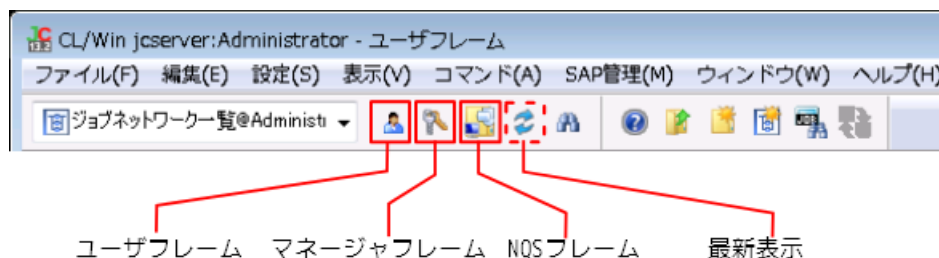 CL/Win jcserver:Administrator - ユーザフレーム
ファイル(F) 編集(E) 設定(S) 表示(V) コマンド(A) SAP管理(M) ウィンドウ(W) ヘルプ(H)
ジョブネットワーク一覧@Administr
ユーザフレーム マネージャフレーム NQSフレーム 最新表示